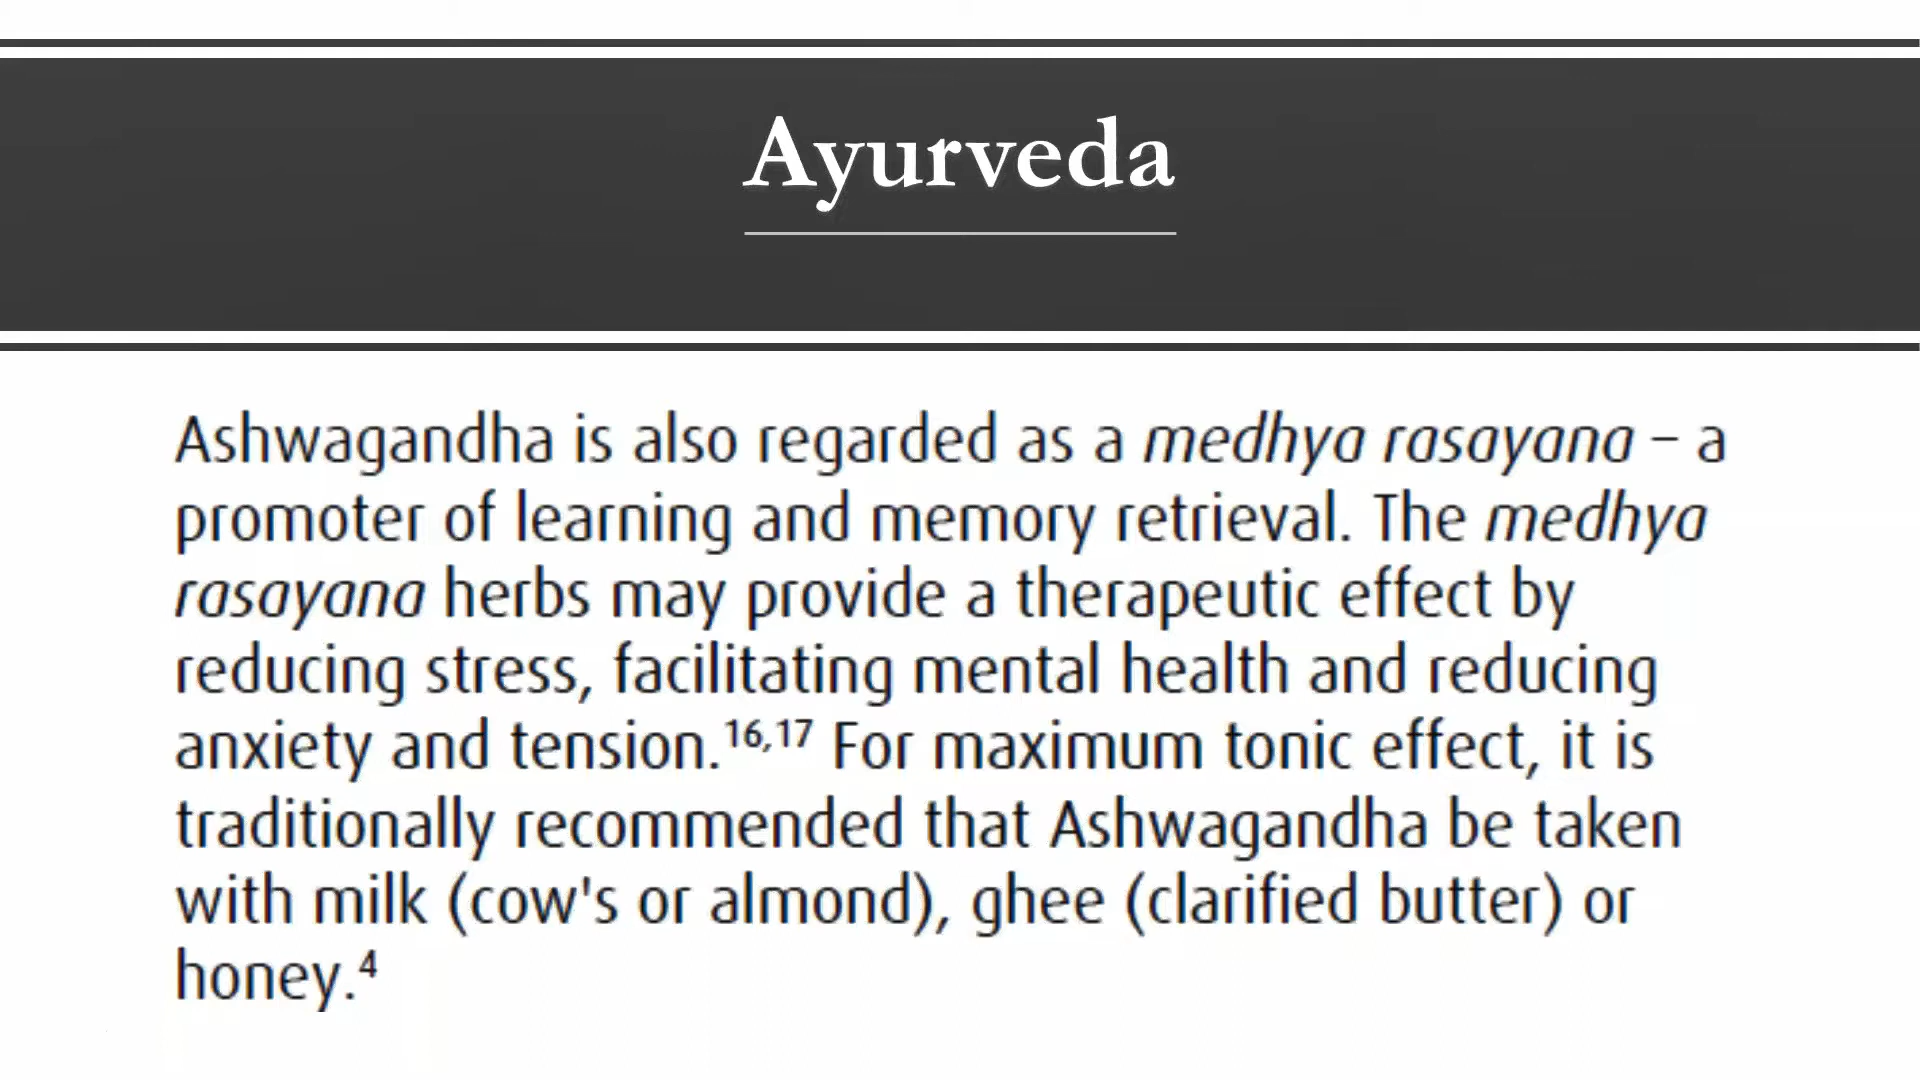 Ayurveda
Ashwagandha is also regarded as a medhya rasayana – a
promoter of learning and memory retrieval. The medhya
rasayana herbs may provide a therapeutic effect by
reducing stress, facilitating mental health and reducing
anxiety and tension.¹⁶,¹⁷ For maximum tonic effect, it is
traditionally recommended that Ashwagandha be taken
with milk (cow's or almond), ghee (clarified butter) or
honey.⁴